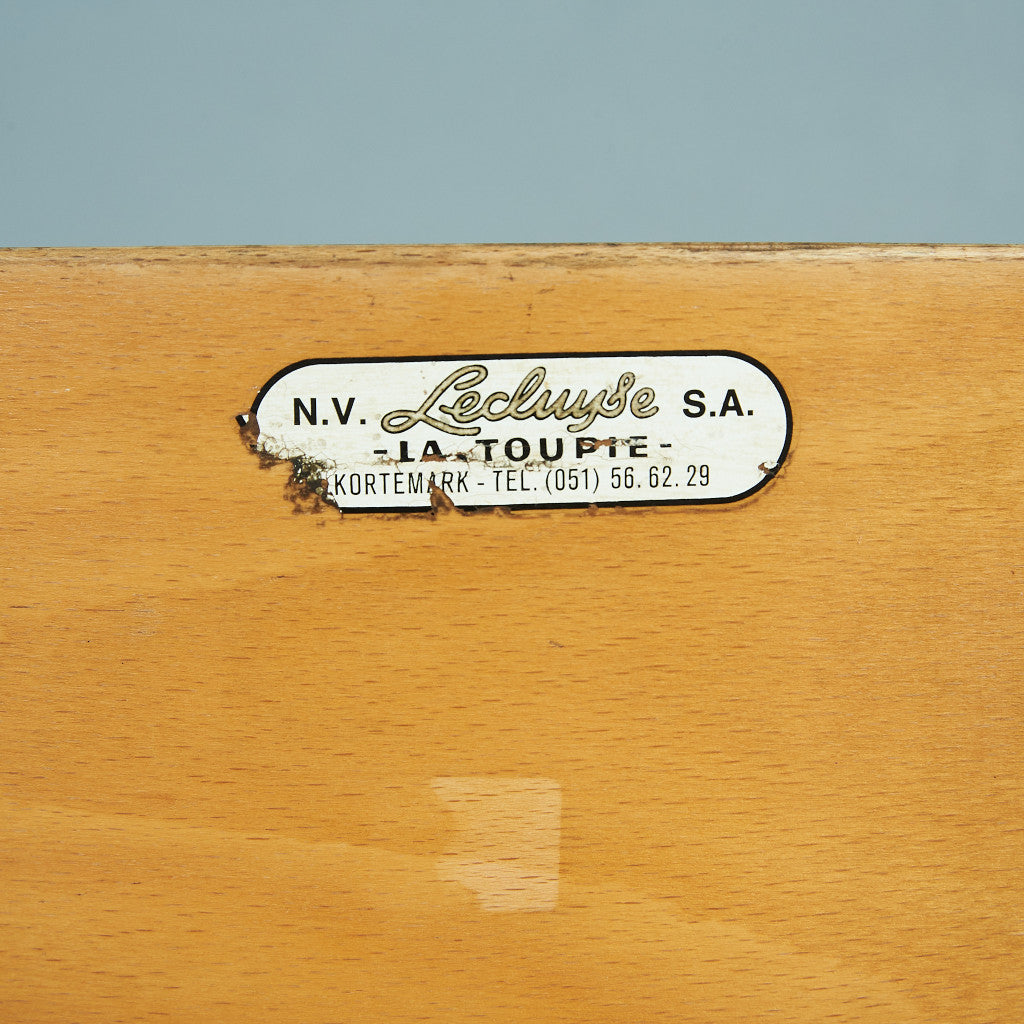 N.V. Lecluyse S.A.
- LA TOUPIE -
KORTEMARK - TEL. (051) 56.62.29